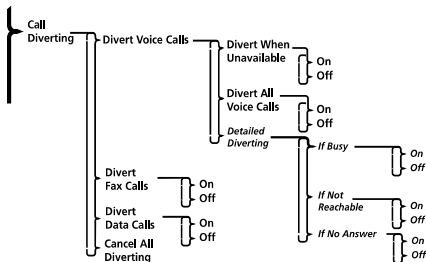 Call
Diverting
Divert Voice Calls
Divert When
Unavailable
On
Off
Divert All
Voice Calls
On
Off
Detailed
Diverting
If Busy
On
Off
If Not
Reachable
On
Off
If No Answer
On
Off
Divert
Fax Calls
On
Off
Divert
Data Calls
On
Off
Cancel All
Diverting